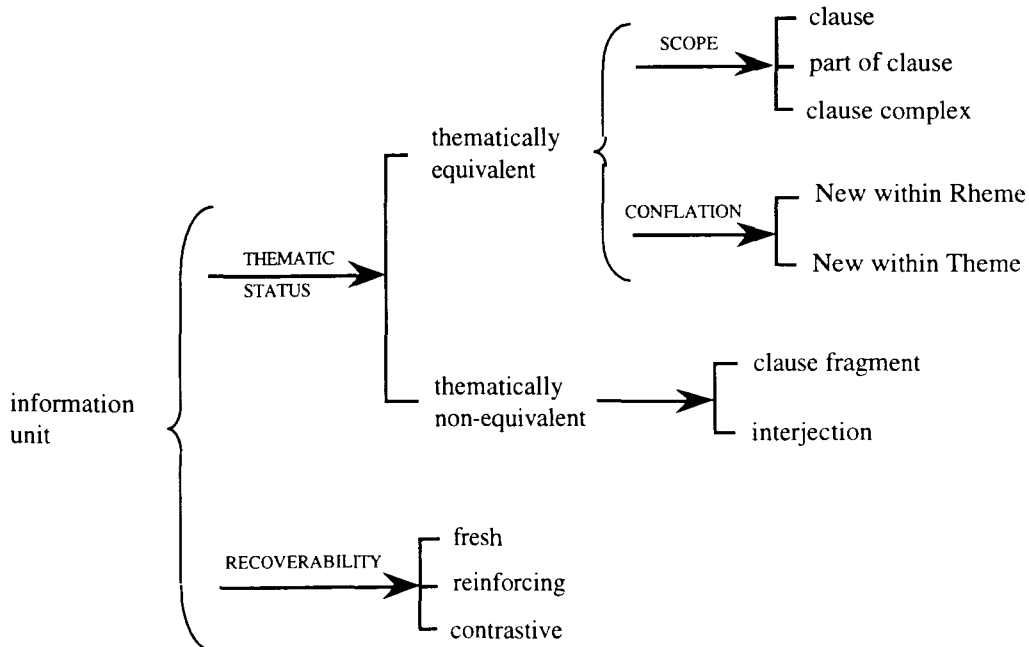 clause
SCOPE
part of clause
clause complex
thematically
equivalent
New within Rheme
CONFLATION
New within Theme
THEMATIC
STATUS
clause fragment
thematically
non-equivalent
interjection
information
unit
fresh
RECOVERABILITY
reinforcing
contrastive